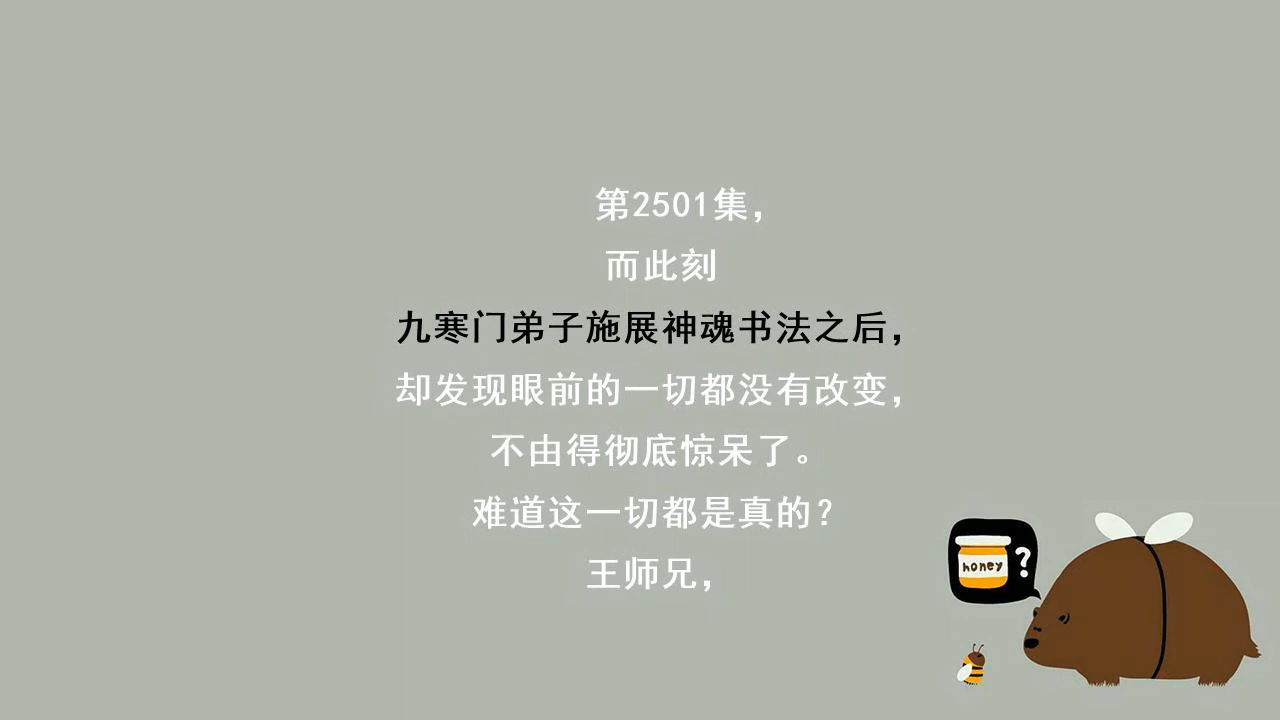 第2501集，
而此刻
九寒门弟子施展神魂书法之后，
却发现眼前的一切都没有改变，
不由得彻底惊呆了。
难道这一切都是真的？
王师兄，
honey ?